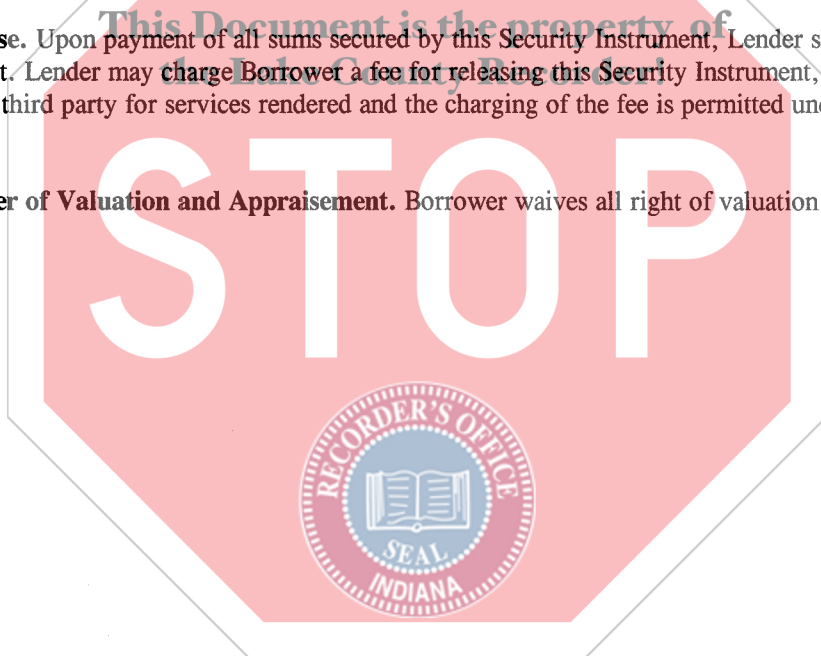 This Document is the property of
se. Upon payment of all sums secured by this Security Instrument, Lender s
the Lake County Recorder!
t. Lender may charge Borrower a fee for releasing this Security Instrument,
third party for services rendered and the charging of the fee is permitted un
er of Valuation and Appraisement. Borrower waives all right of valuation
STOP
RECORDER'S OFFICE
SEAL
INDIANA